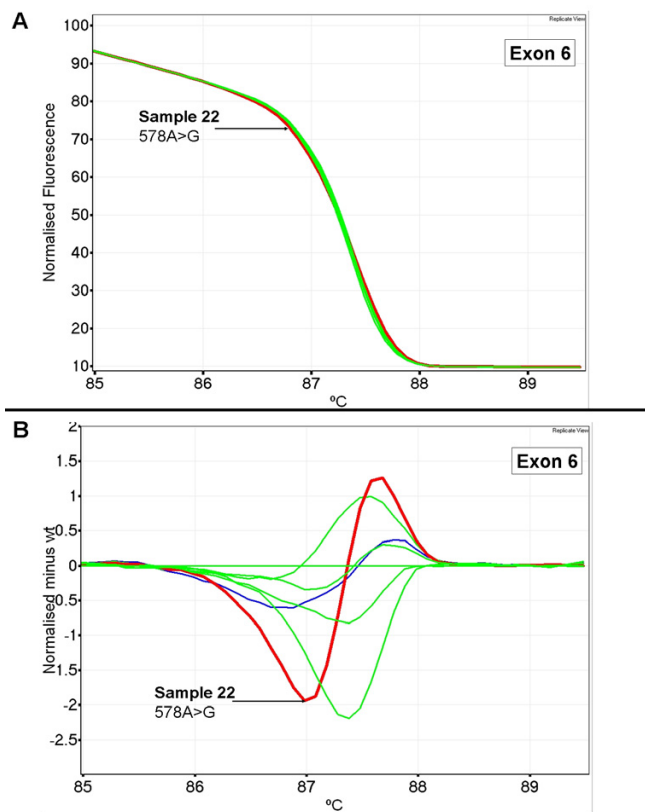 A
Replicate View
Exon 6
100
90
80
70
60
50
40
30
20
10
Normalised Fluorescence
Sample 22
578A>G
85
86
87
88
89
ºC
B
Replicate View
Exon 6
2
1.5
1
0.5
0
-0.5
-1
-1.5
-2
-2.5
Normalised minus wt
Sample 22
578A>G
85
86
87
88
89
ºC